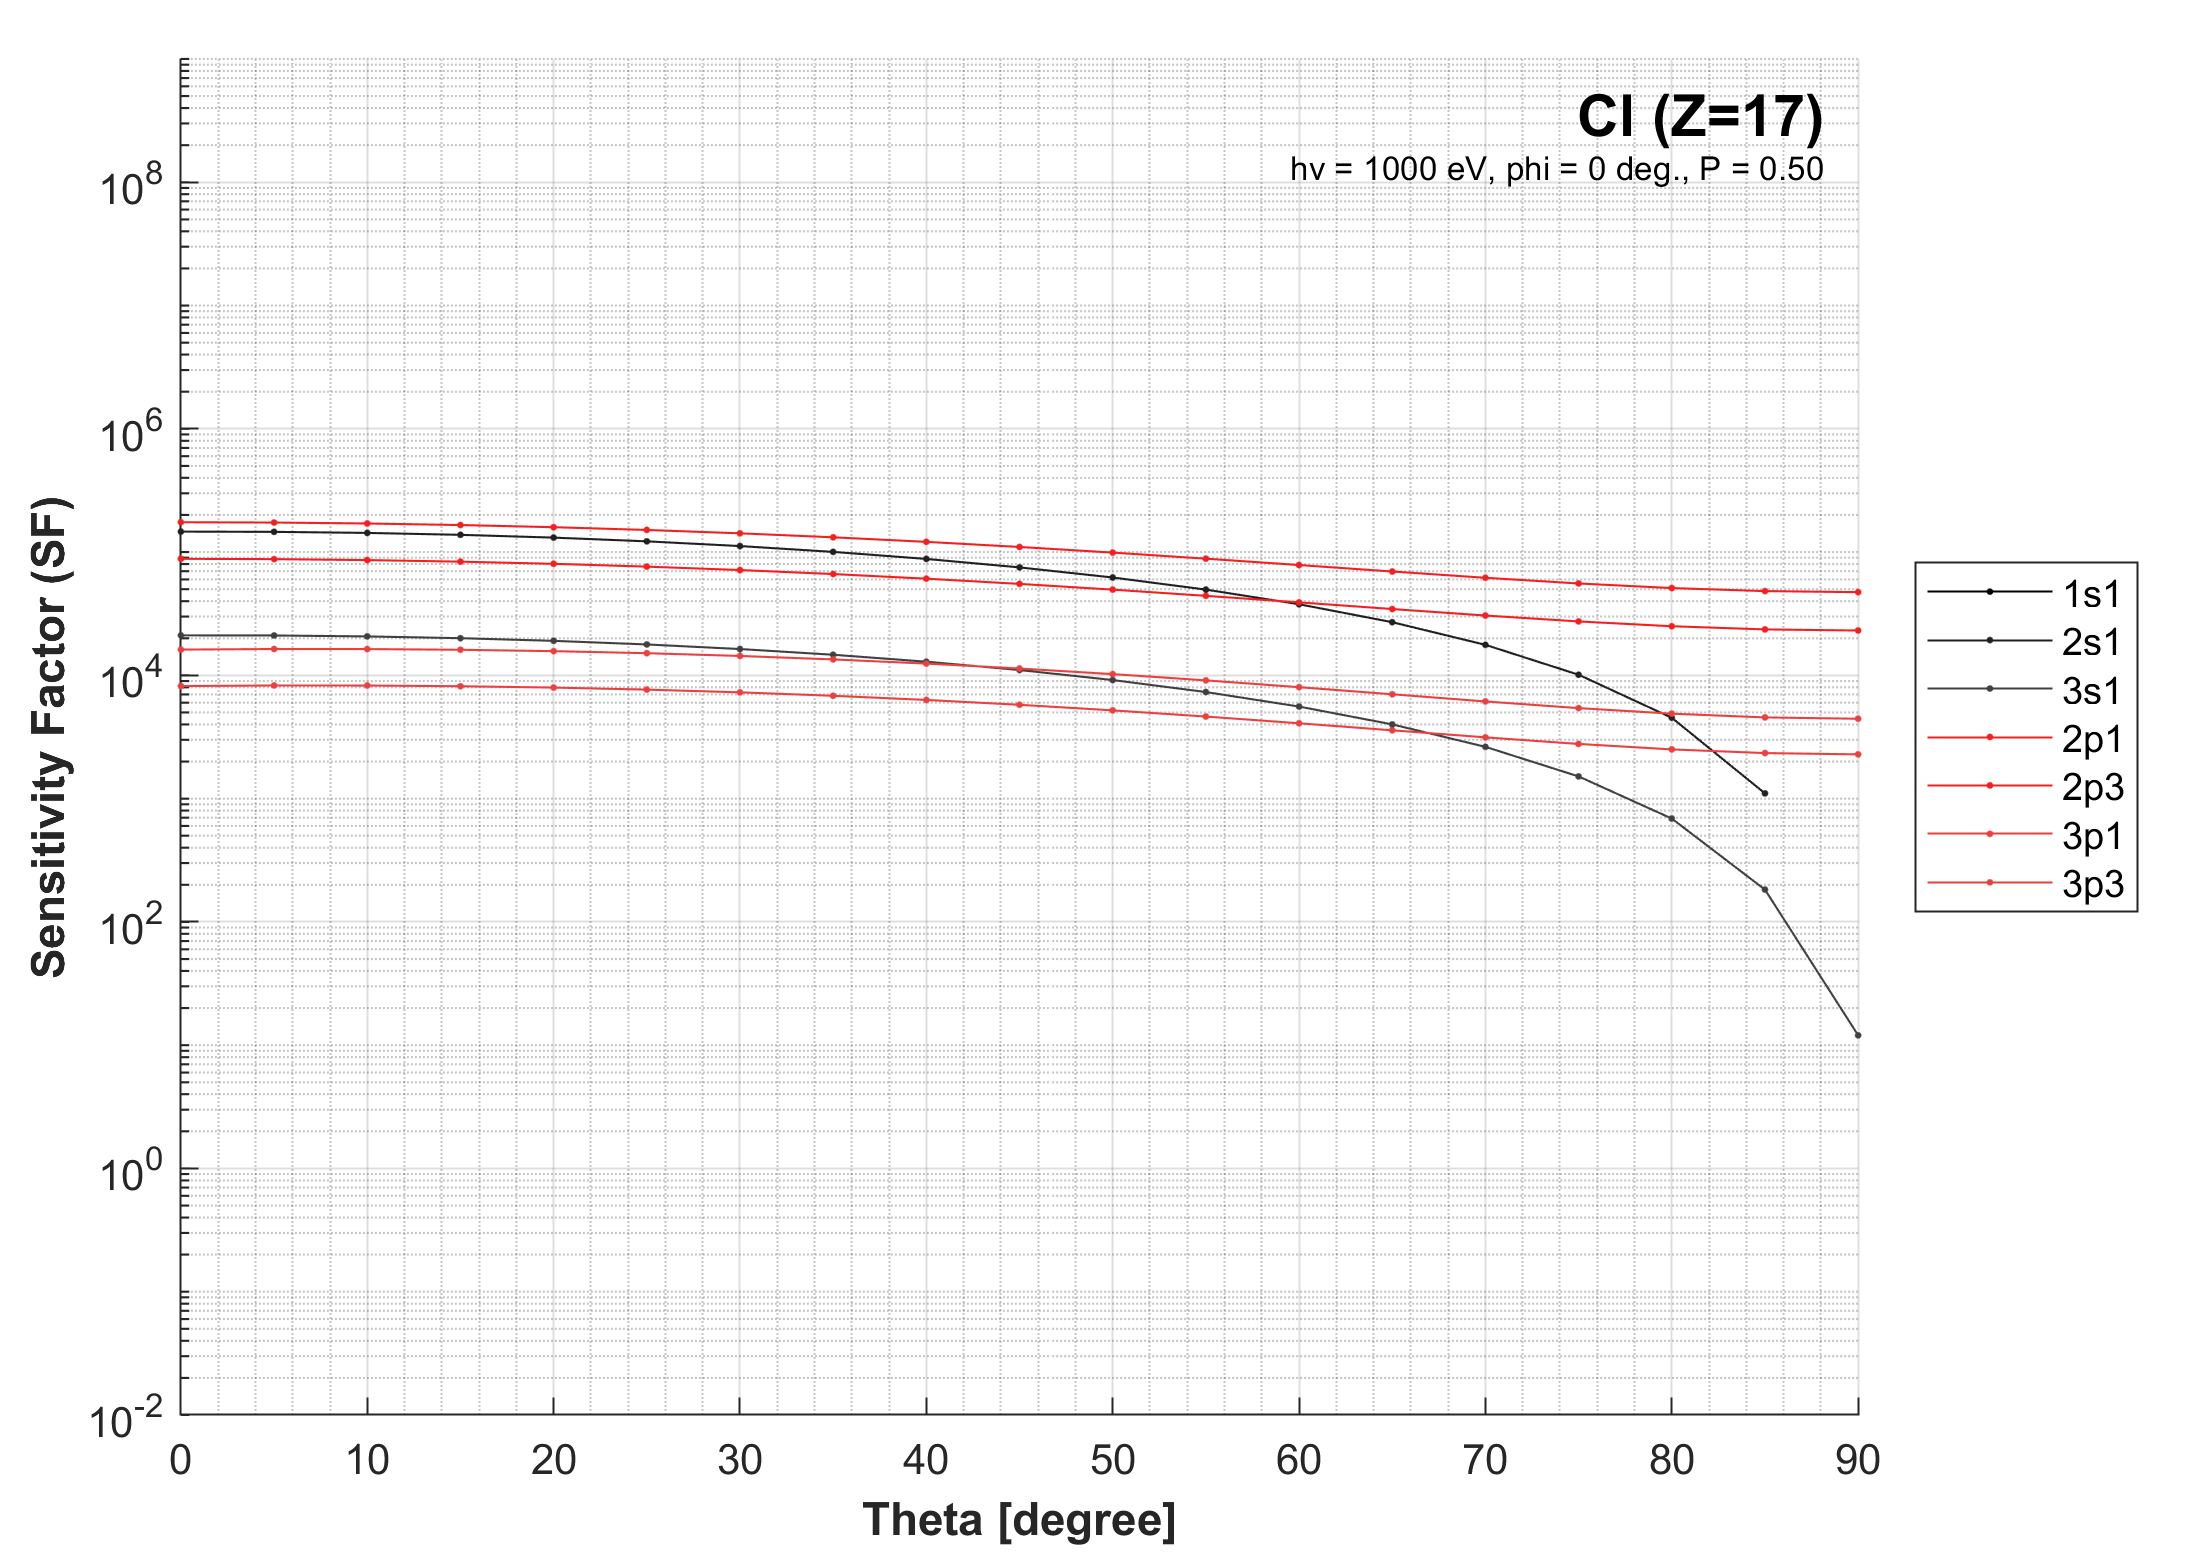 Cl (Z=17)
hv = 1000 eV, phi = 0 deg., P = 0.50
Sensitivity Factor (SF)
10^8
10^6
10^4
10^2
10^0
10^-2
0 10 20 30 40 50 60 70 80 90
Theta [degree]
1s1
2s1
3s1
2p1
2p3
3p1
3p3